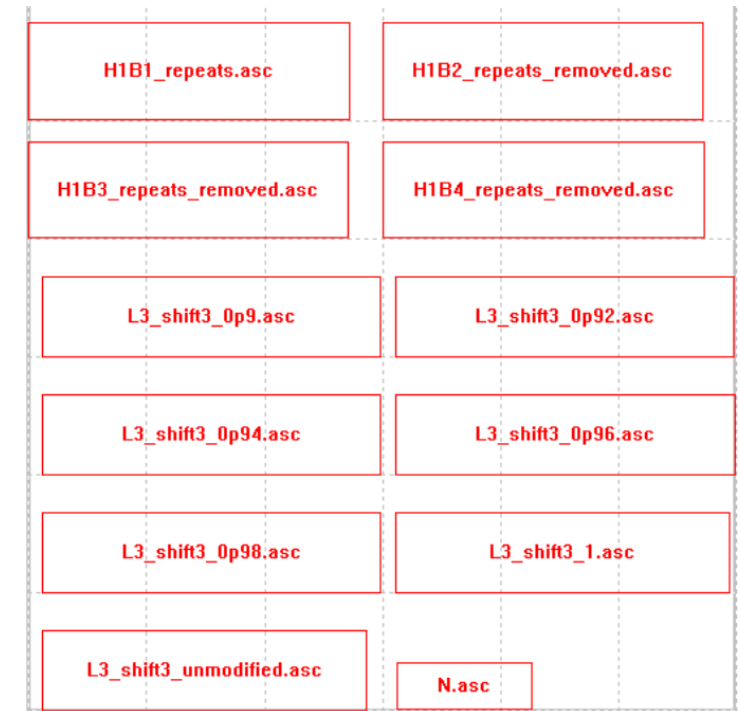 H1B1_repeats.asc
H1B2_repeats_removed.asc
H1B3_repeats_removed.asc
H1B4_repeats_removed.asc
L3_shift3_0p9.asc
L3_shift3_0p92.asc
L3_shift3_0p94.asc
L3_shift3_0p96.asc
L3_shift3_0p98.asc
L3_shift3_1.asc
L3_shift3_unmodified.asc
N.asc